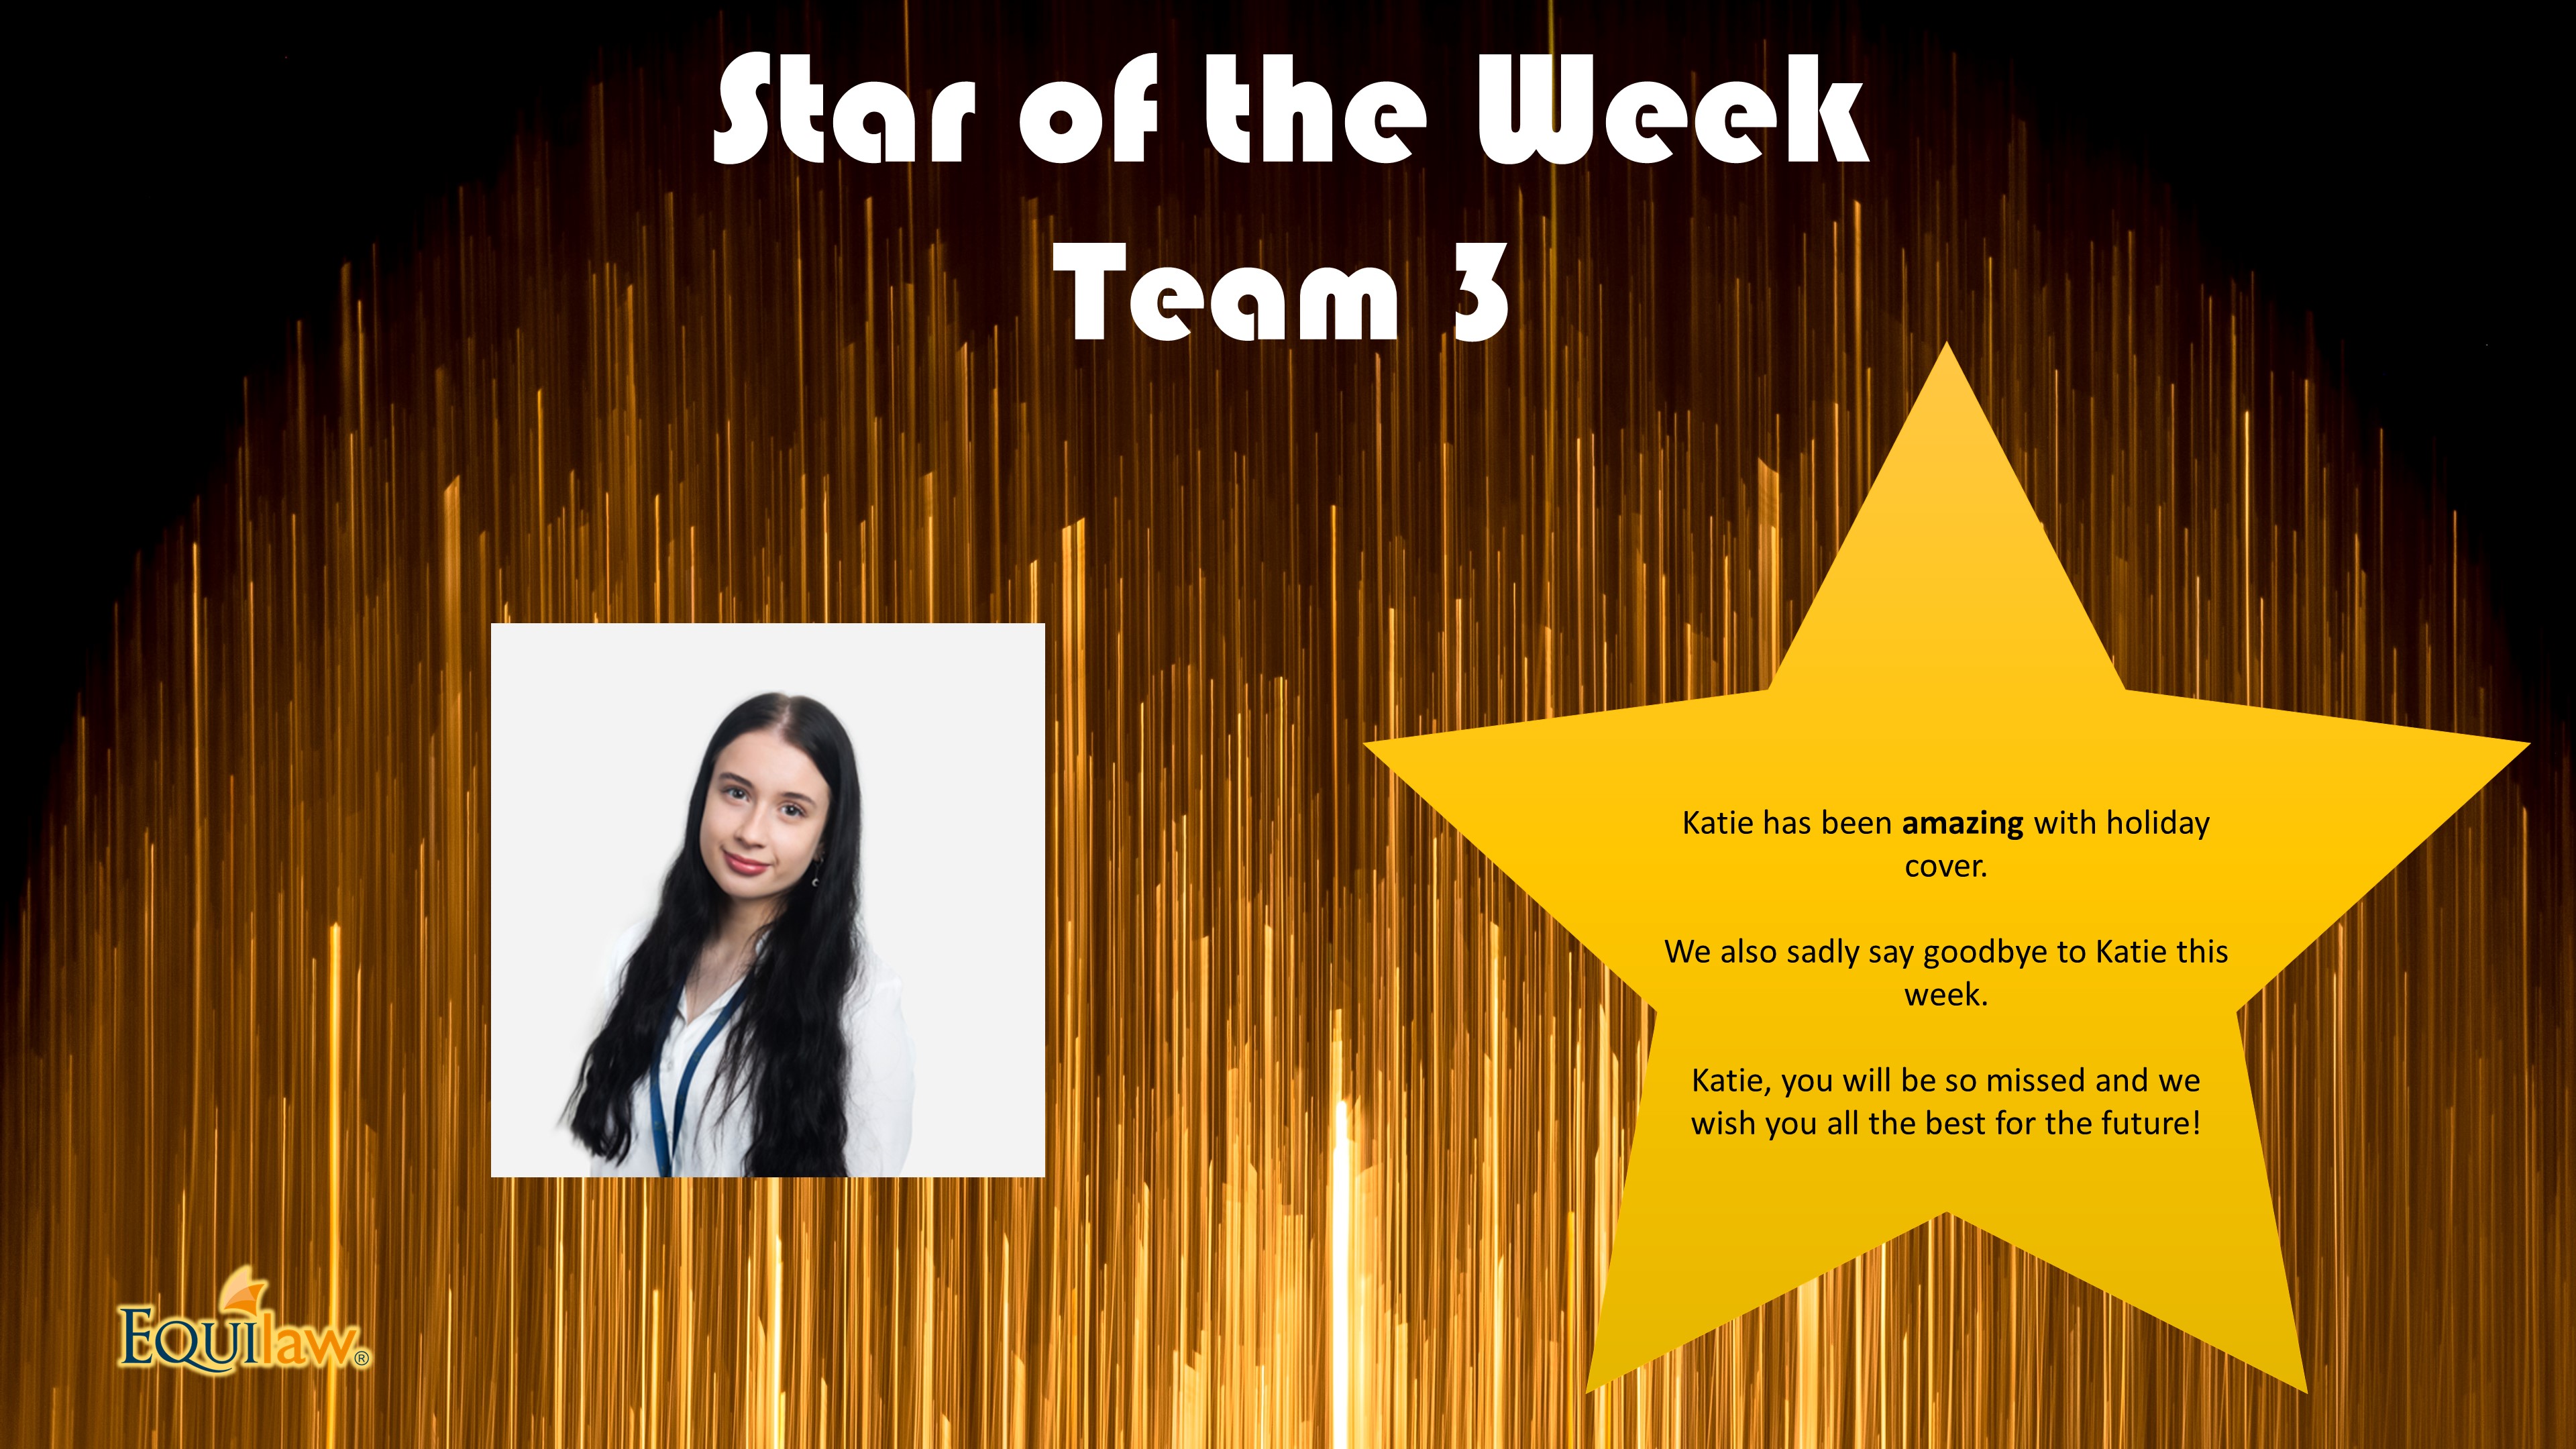 Star of the Week
Team 3
Katie has been amazing with holiday
cover.
We also sadly say goodbye to Katie this
week.
Katie, you will be so missed and we
wish you all the best for the future!
EQUIlaw®